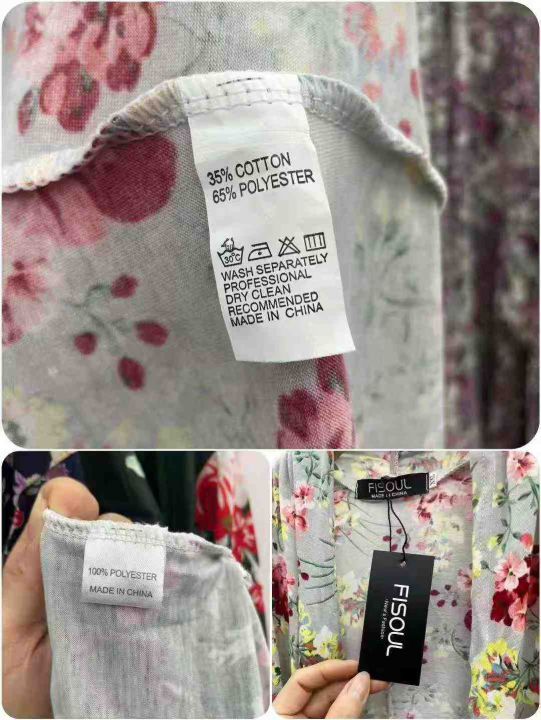 35% COTTON
65% POLYESTER
30°C
WASH SEPARATELY
PROFESSIONAL
DRY CLEAN
RECOMMENDED
MADE IN CHINA
100% POLYESTER
MADE IN CHINA
FISOUL
MADE IN CHINA
FISOUL